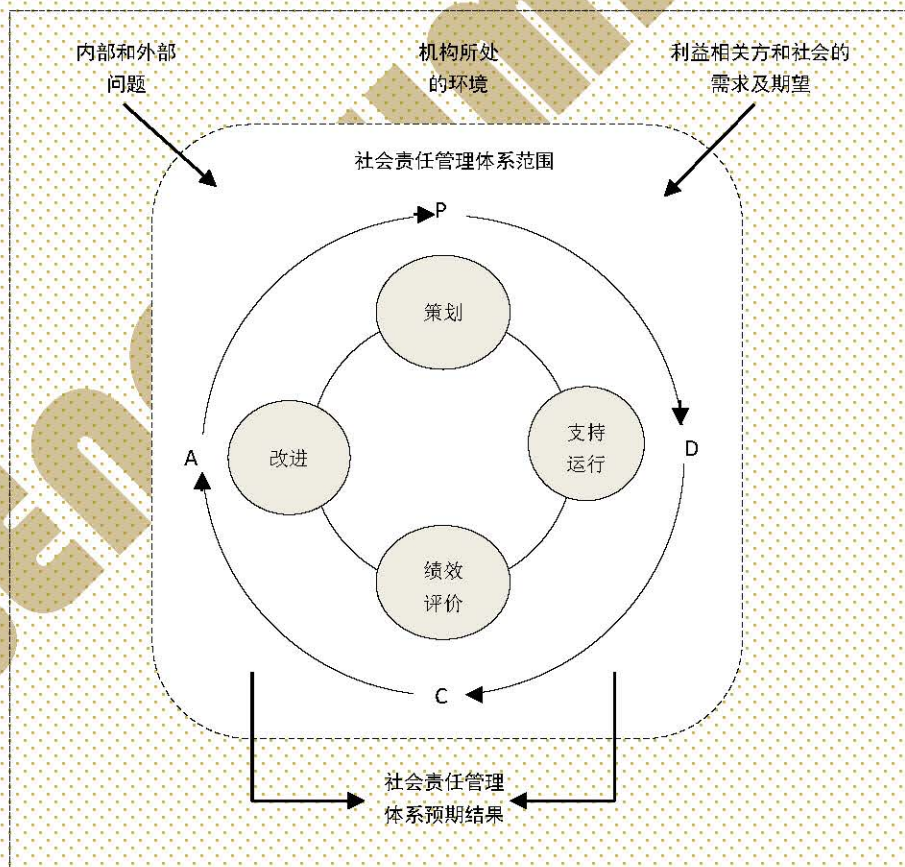 内部和外部
问题
机构所处
的环境
利益相关方和社会的
需求及期望
社会责任管理体系范围
P
策划
支持
运行
D
A
改进
绩效
评价
C
社会责任管理
体系预期结果